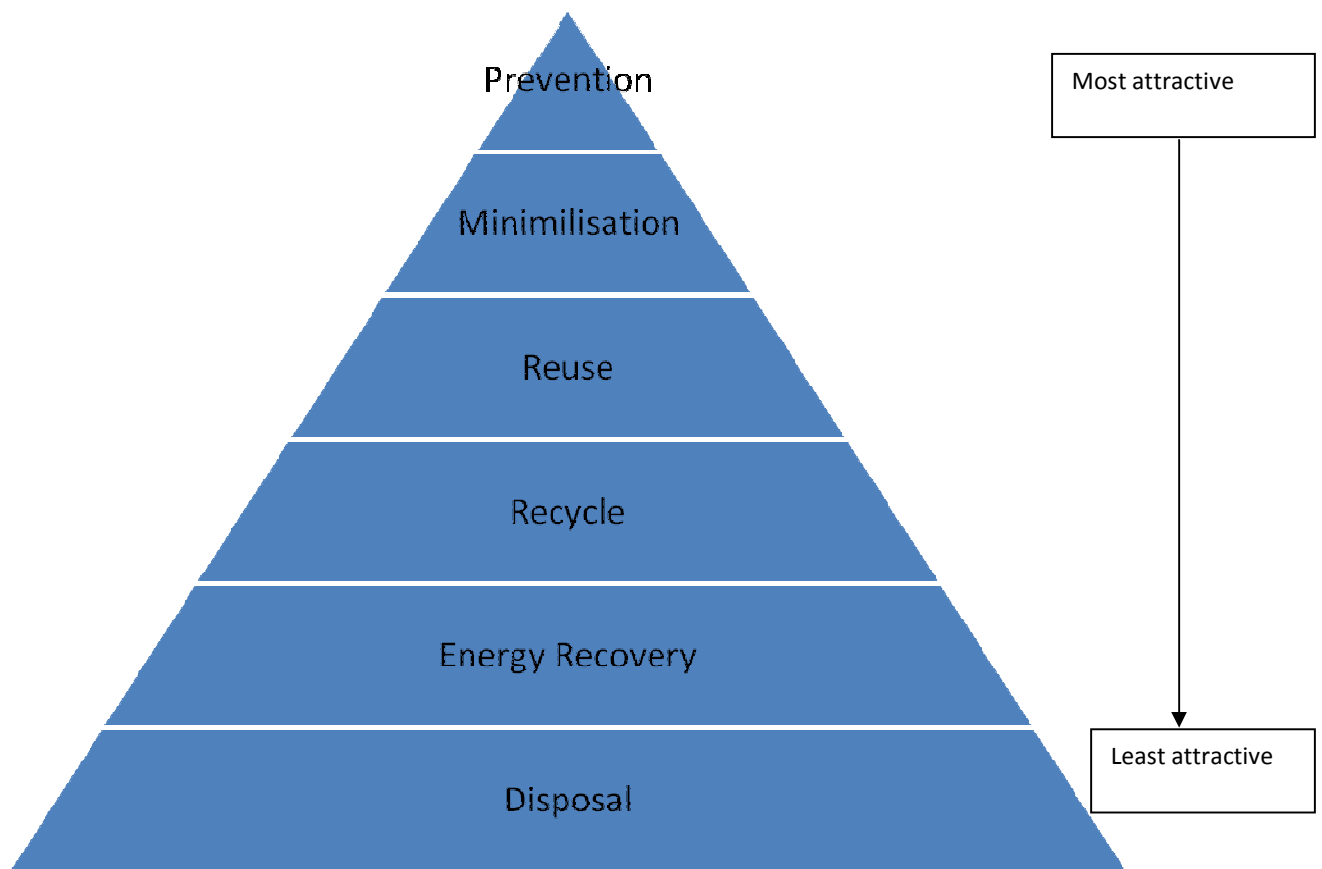 Prevention
Most attractive
Minimilisation
Reuse
Recycle
Energy Recovery
Least attractive
Disposal